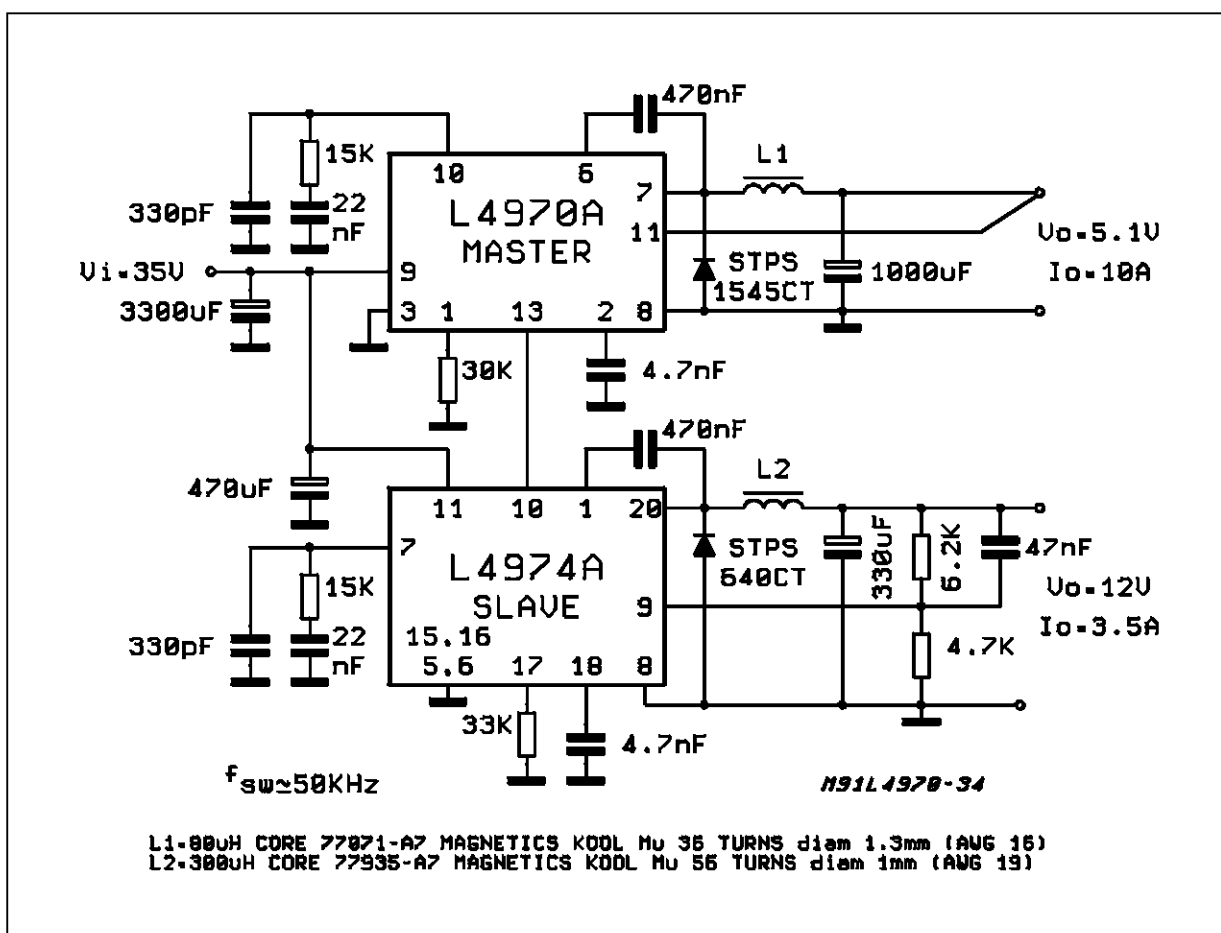 470nF
15K
10
6
L1
330pF
22
nF
L4970A
MASTER
7
11
Vo=5.1V
Vi=35V
9
STPS
1545CT
1000uF
Io=10A
3300uF
3
1
13
2
8
30K
4.7nF
470nF
L2
470uF
11
10
1
20
7
L4974A
SLAVE
STPS
640CT
330uF
6.2K
47nF
15K
9
Vo=12V
Io=3.5A
330pF
22
nF
15.16
5.6
17
18
8
4.7K
33K
4.7nF
fsw≃50KHz
M91L4970-34
L1=80uH CORE 77071-A7 MAGNETICS KOOL Mu 36 TURNS diam 1.3mm (AWG 16)
L2=300uH CORE 77935-A7 MAGNETICS KOOL Mu 56 TURNS diam 1mm (AWG 19)